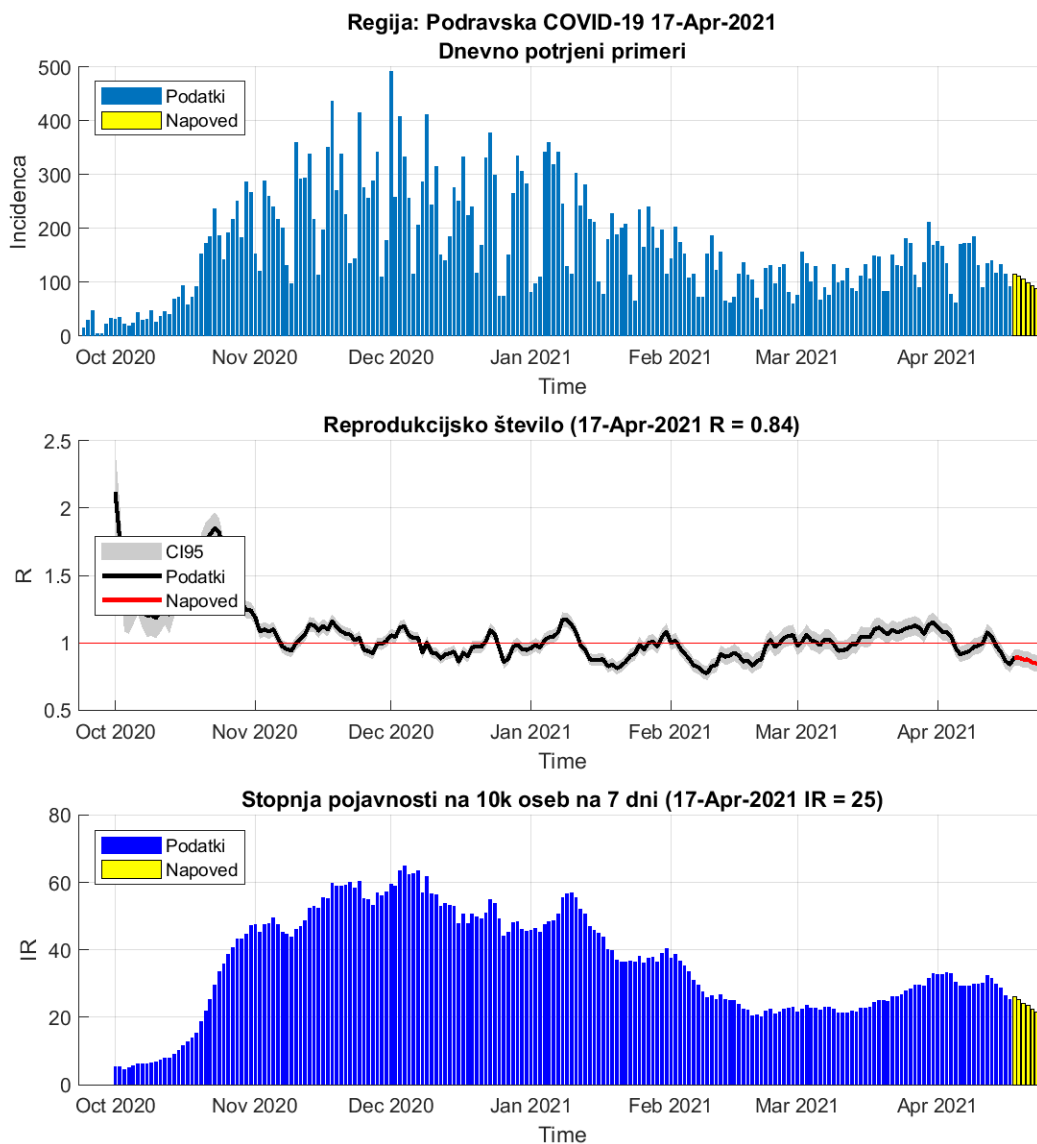 Regija: Podravska COVID-19 17-Apr-2021
Dnevno potrjeni primeri
500
400
300
200
100
0
Incidenca
Podatki
Napoved
Oct 2020 Nov 2020 Dec 2020 Jan 2021 Feb 2021 Mar 2021 Apr 2021
Time
Reprodukcijsko število (17-Apr-2021 R = 0.84)
2.5
2
1.5
1
0.5
R
CI95
Podatki
Napoved
Oct 2020 Nov 2020 Dec 2020 Jan 2021 Feb 2021 Mar 2021 Apr 2021
Time
Stopnja pojavnosti na 10k oseb na 7 dni (17-Apr-2021 IR = 25)
80
60
40
20
0
IR
Podatki
Napoved
Oct 2020 Nov 2020 Dec 2020 Jan 2021 Feb 2021 Mar 2021 Apr 2021
Time